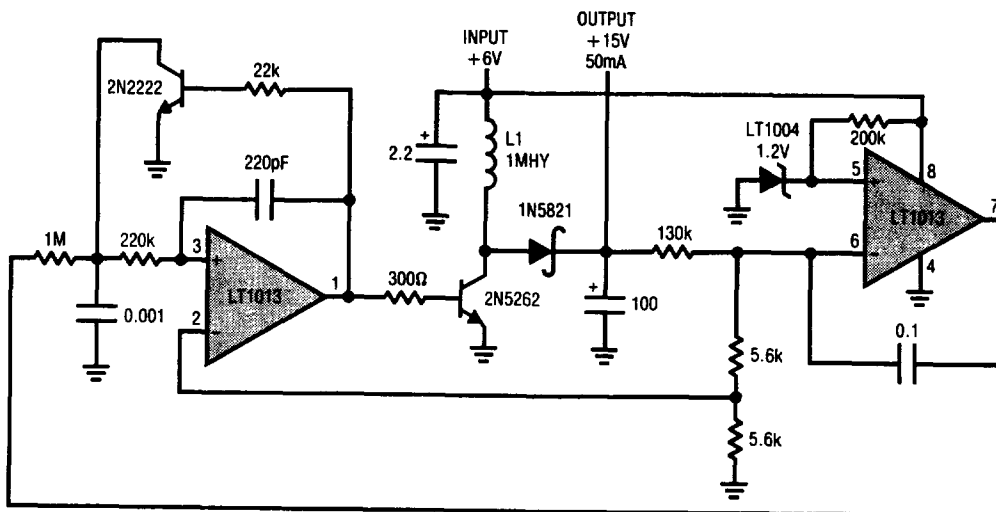 INPUT
+6V
OUTPUT
+15V
50mA
2N2222
22k
220pF
2.2
+
L1
1MHY
LT1004
1.2V
200k
5
+
8
LT1013
7
6
−
4
1N5821
130k
1M
220k
3
+
LT1013
1
2
−
0.001
300Ω
2N5262
+
100
5.6k
0.1
5.6k